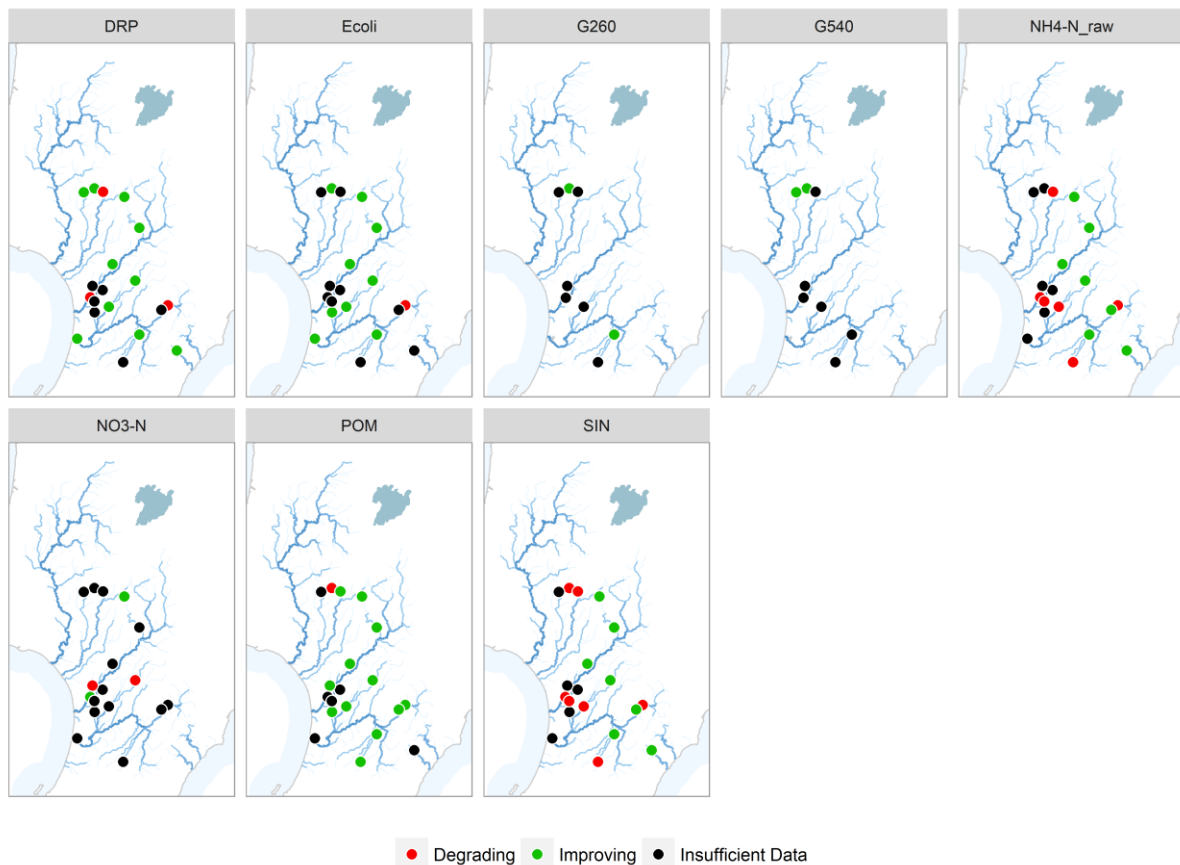 DRP
Ecoli
G260
G540
NH4-N_raw
NO3-N
POM
SIN
Degrading
Improving
Insufficient Data